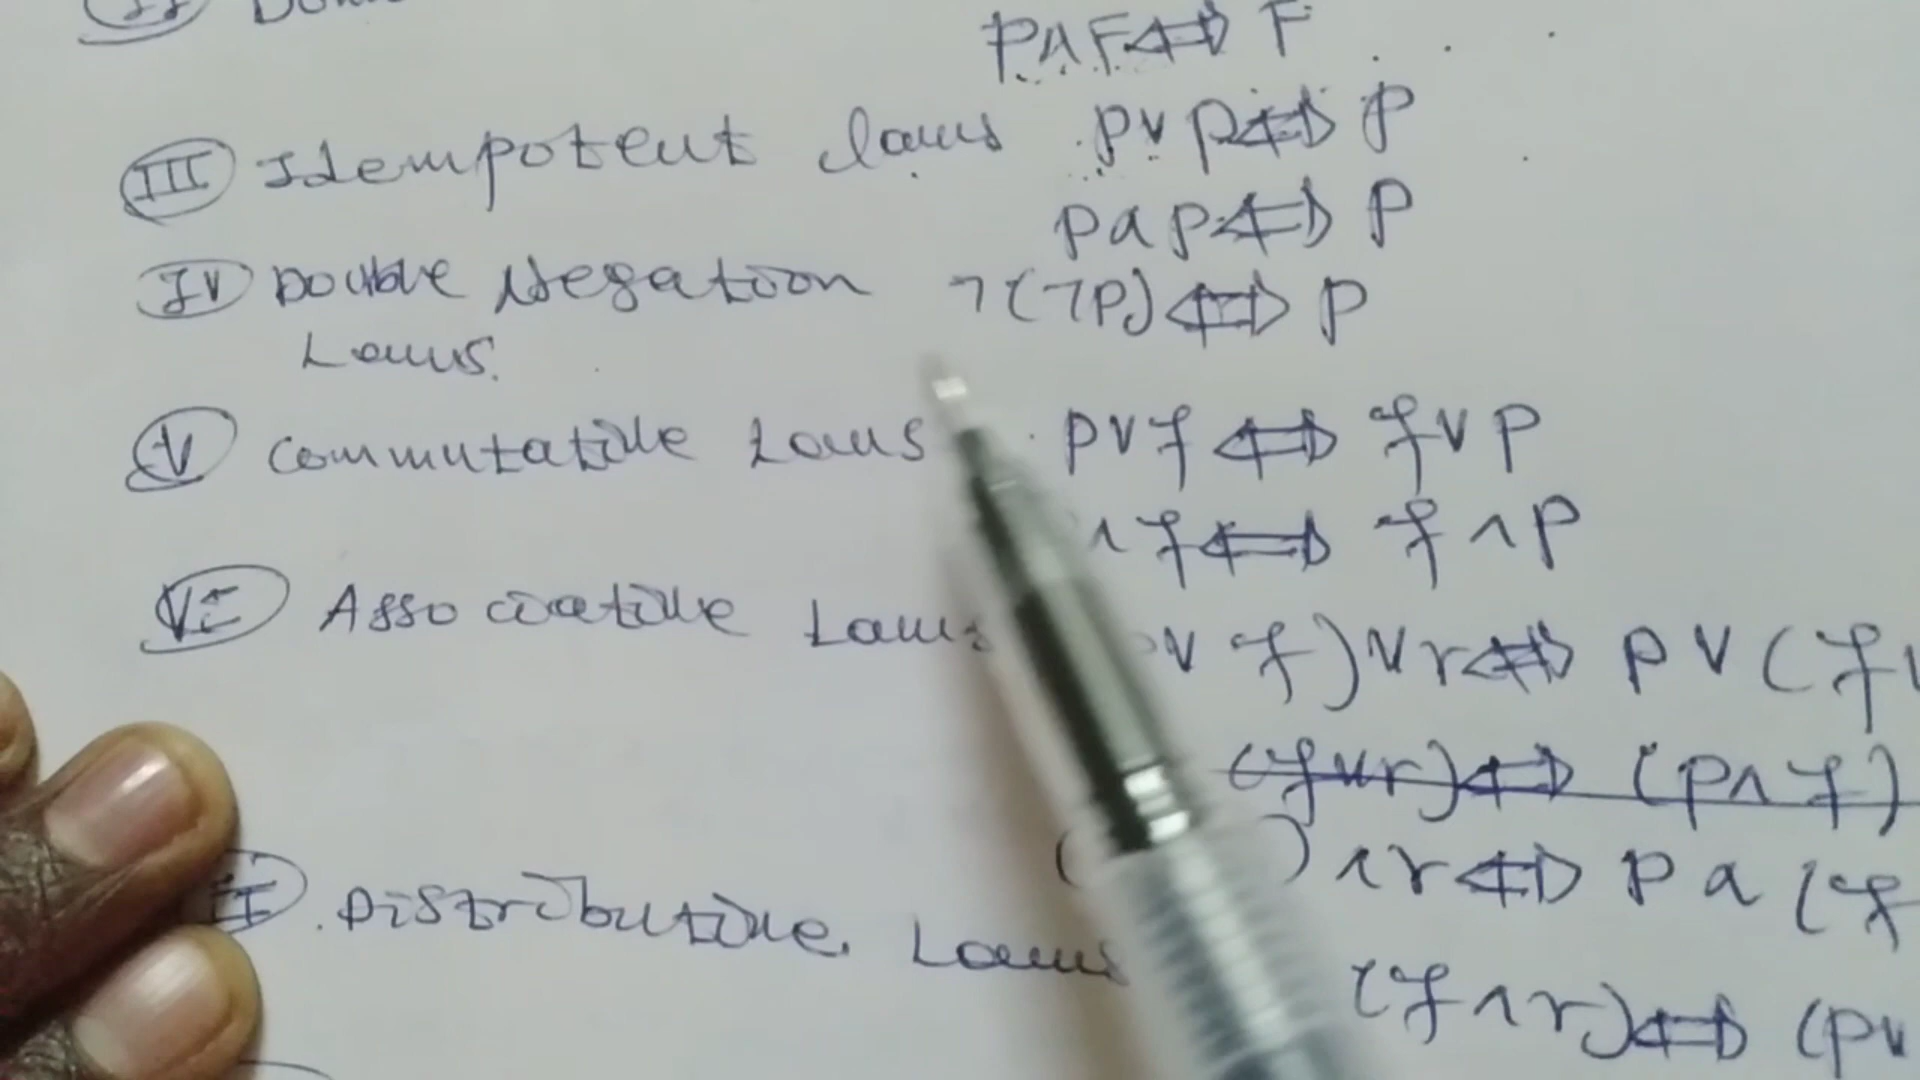 p∧F⇔F
III Idempotent laws p∨p⇔p
p∧p⇔p
IV Double Negation ¬(¬p)⇔p
Laws.
V Commutative Laws p∨q⇔q∨p
∧q⇔q∧p
VI Associative Laws ∨q)∨r⇔p∨(q∨
(q∨r)⇔(p∧q)
( )∧r⇔p∧(q
Distributive Laws
(q∧r)⇔(p∨